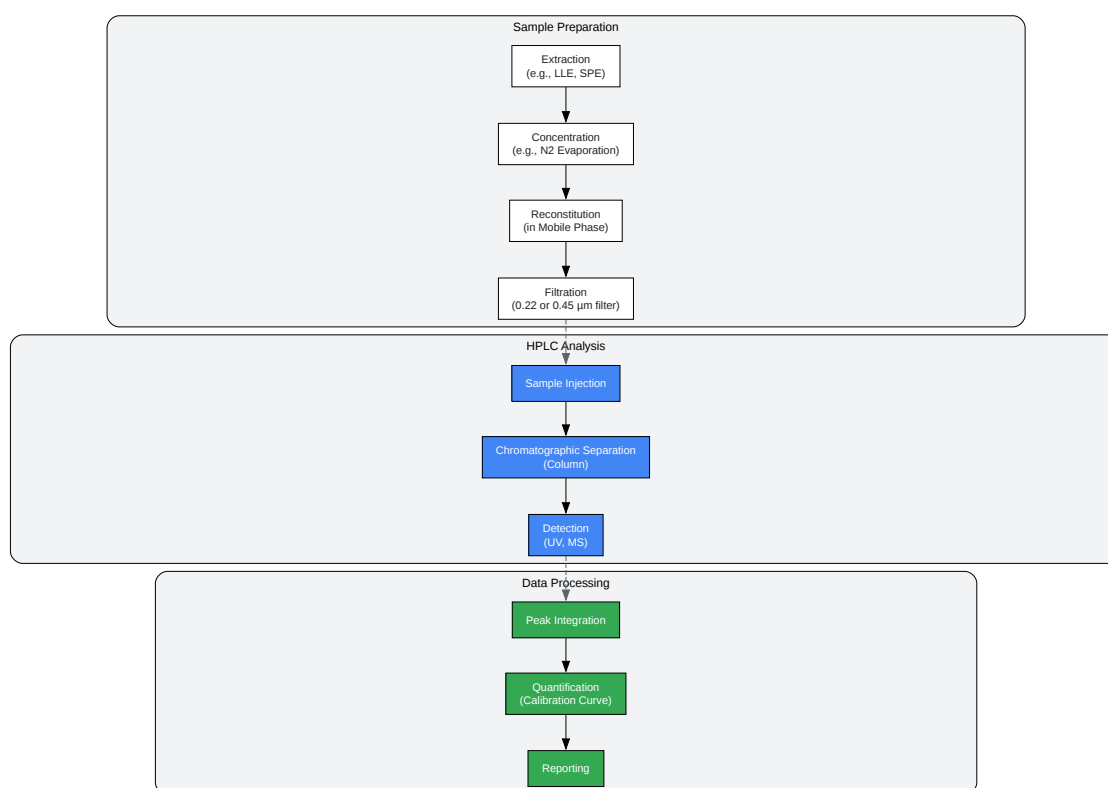 Sample Preparation
Extraction
(e.g., LLE, SPE)
Concentration
(e.g., N2 Evaporation)
Reconstitution
(in Mobile Phase)
Filtration
(0.22 or 0.45 µm filter)
HPLC Analysis
Sample Injection
Chromatographic Separation
(Column)
Detection
(UV, MS)
Data Processing
Peak Integration
Quantification
(Calibration Curve)
Reporting